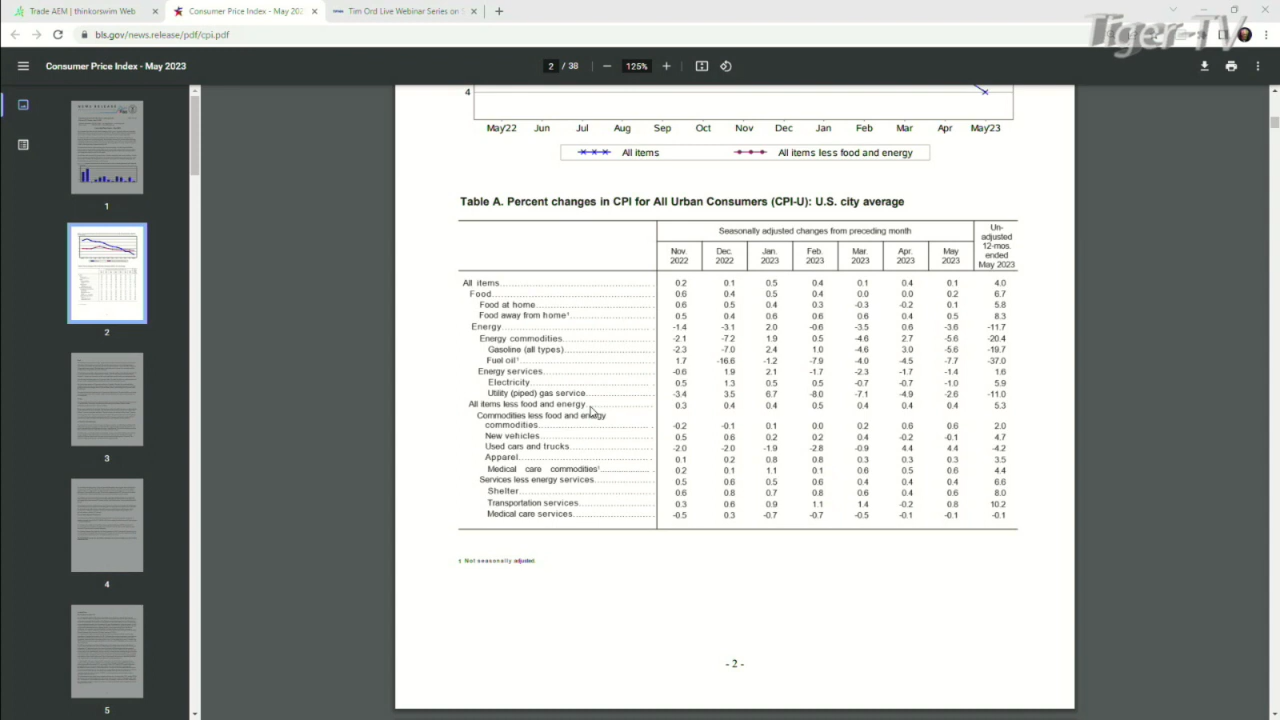 Trade AEM | thinkorswim Web
Consumer Price Index - May 202
Tim Ord Live Webinar Series on
Tiger-TV
bls.gov/news.release/pdf/cpi.pdf
Consumer Price Index - May 2023
2 / 38
125%
4
May'22 Jun Jul Aug Sep Oct Nov Dec Jan Feb Mar Apr May'23
All items All items less food and energy
Table A. Percent changes in CPI for All Urban Consumers (CPI-U): U.S. city average
Seasonally adjusted changes from preceding month
Un-
adjusted
12-mos.
ended
May 2023
Nov. Dec. Jan. Feb. Mar. Apr. May
2022 2022 2023 2023 2023 2023 2023
All items 0.2 0.1 0.5 0.4 0.1 0.4 0.1 4.0
Food 0.6 0.4 0.5 0.4 0.0 0.0 0.2 6.7
Food at home 0.6 0.5 0.4 0.3 -0.3 -0.2 0.1 5.8
Food away from home¹ 0.5 0.4 0.6 0.6 0.6 0.4 0.5 8.3
Energy -1.4 -3.1 2.0 -0.6 -3.5 0.6 -3.6 -11.7
Energy commodities -2.1 -7.2 1.9 0.5 -4.6 2.7 -5.6 -20.4
Gasoline (all types) -2.3 -7.0 2.4 1.0 -4.6 3.0 -5.6 -19.7
Fuel oil¹ 1.7 -16.6 -1.2 -7.9 -4.0 -4.5 -7.7 -37.0
Energy services -0.6 1.9 2.1 -1.7 -2.3 -1.7 -1.4 1.6
Electricity 0.5 1.3 0.5 0.5 -0.7 -0.7 -1.0 5.9
Utility (piped) gas service -3.4 3.5 6.7 -8.0 -7.1 -4.9 -2.6 -11.0
All items less food and energy 0.3 0.4 0.4 0.5 0.4 0.4 0.4 5.3
Commodities less food and energy
commodities -0.2 -0.1 0.1 0.0 0.2 0.6 0.6 2.0
New vehicles 0.5 0.6 0.2 0.2 0.4 -0.2 -0.1 4.7
Used cars and trucks -2.0 -2.0 -1.9 -2.8 -0.9 4.4 4.4 -4.2
Apparel 0.1 0.2 0.8 0.8 0.3 0.3 0.3 3.5
Medical care commodities¹ 0.2 0.1 1.1 0.1 0.6 0.5 0.6 4.4
Services less energy services 0.5 0.6 0.5 0.6 0.4 0.4 0.4 6.6
Shelter 0.6 0.8 0.7 0.8 0.6 0.4 0.6 8.0
Transportation services 0.3 0.6 0.9 1.1 1.4 -0.2 0.8 10.2
Medical care services -0.5 0.3 -0.7 -0.7 -0.5 -0.1 -0.1 -0.1
¹ Not seasonally adjusted.
- 2 -
1
2
3
4
5